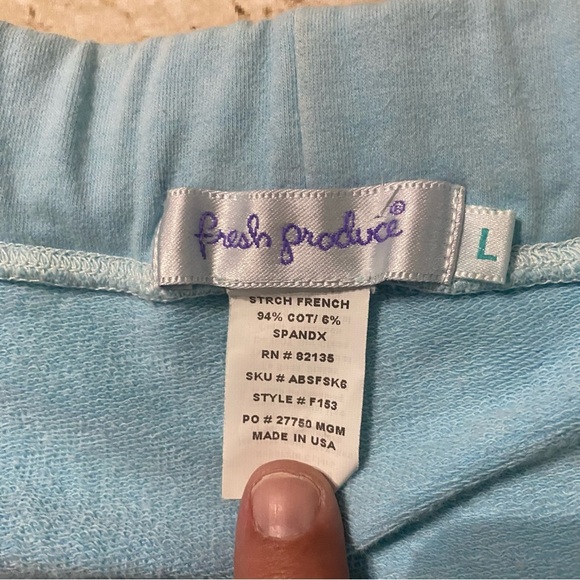 fresh produce®
L
STRCH FRENCH
94% COT/ 6%
SPANDX
RN # 82135
SKU # ABSFSK6
STYLE # F153
PO # 27750 MGM
MADE IN USA